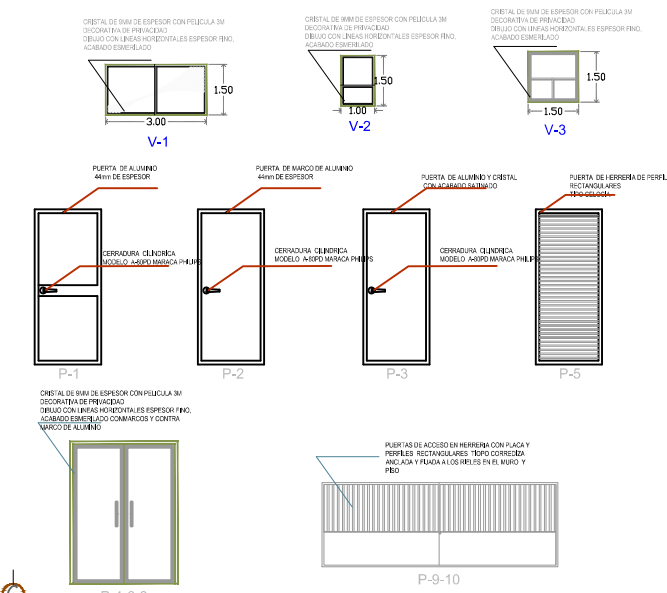 CRISTAL DE 9MM DE ESPESOR CON PELICULA 3M
DECORATIVA DE PRIVACIDAD
DIBUJO CON LINEAS HORIZONTALES ESPESOR FINO,
ACABADO ESMERILADO
1.50
3.00
V-1
CRISTAL DE 9MM DE ESPESOR CON PELICULA 3M
DECORATIVA DE PRIVACIDAD
DIBUJO CON LINEAS HORIZONTALES ESPESOR FINO,
ACABADO ESMERILADO
1.50
1.00
V-2
CRISTAL DE 9MM DE ESPESOR CON PELICULA 3M
DECORATIVA DE PRIVACIDAD
DIBUJO CON LINEAS HORIZONTALES ESPESOR FINO,
ACABADO ESMERILADO
1.50
1.50
V-3
PUERTA DE ALUMINIO
44mm DE ESPESOR
CERRADURA CILINDRICA
MODELO A-80PD MARACA PHILIPS
P-1
PUERTA DE MARCO DE ALUMINIO
44mm DE ESPESOR
CERRADURA CILINDRICA
MODELO A-80PD MARACA PHILIPS
P-2
PUERTA DE ALUMINIO Y CRISTAL
CON ACABADO SATINADO
CERRADURA CILINDRICA
MODELO A-80PD MARACA PHILIPS
P-3
PUERTA DE HERRERIA DE PERFIL
RECTANGULARES
TIPO CELOSIA
P-5
CRISTAL DE 9MM DE ESPESOR CON PELICULA 3M
DECORATIVA DE PRIVACIDAD
DIBUJO CON LINEAS HORIZONTALES ESPESOR FINO,
ACABADO ESMERILADO CONMARCOS Y CONTRA
MARCO DE ALUMINIO
PUERTAS DE ACCESO EN HERRERIA CON PLACA Y
PERFILES RECTANGULARES TIOPO CORREDIZA
ANCLADA Y FIJADA A LOS RIELES EN EL MURO Y
PISO
P-9-10